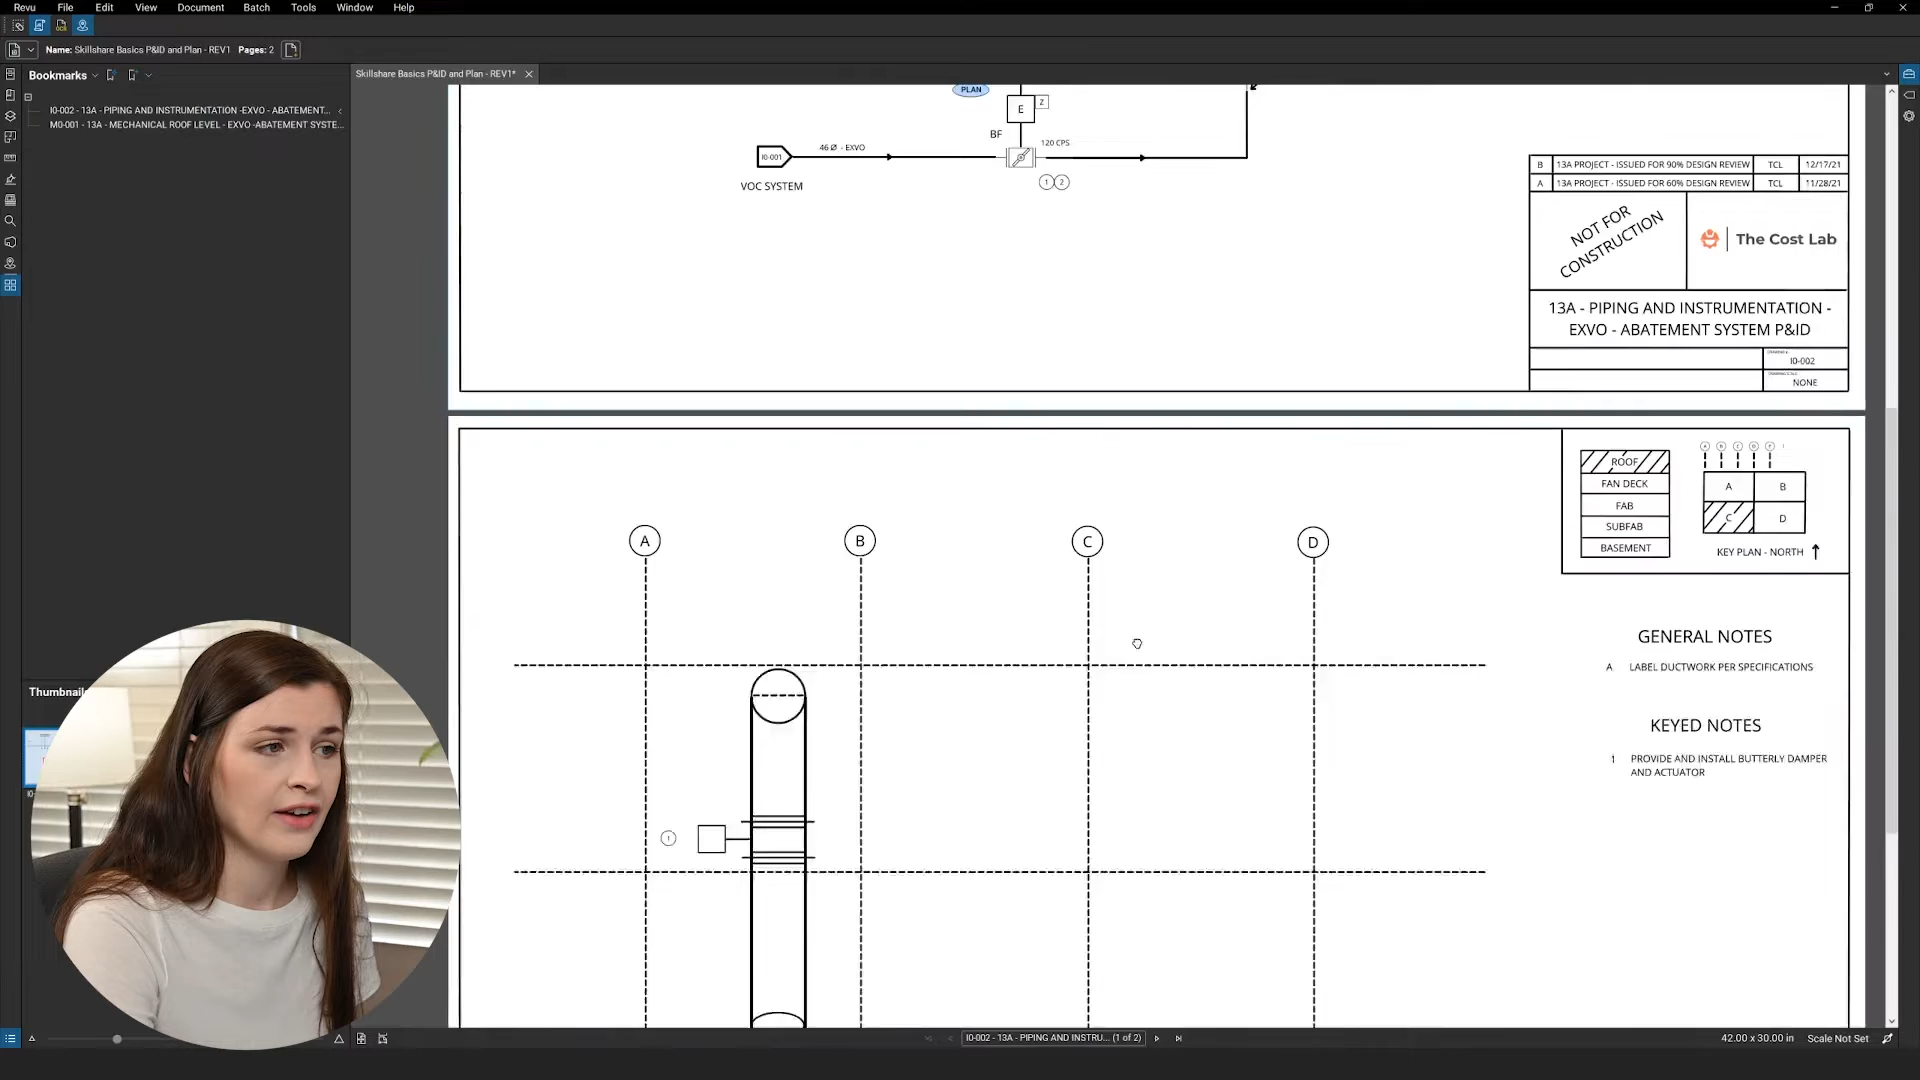 Revu File Edit View Document Batch Tools Window Help
Name: Skillshare Basics P&ID and Plan - REV1 Pages: 2
Bookmarks
Skillshare Basics P&ID and Plan - REV1*
I0-002 - 13A - PIPING AND INSTRUMENTATION -EXVO - ABATEMENT...
M0-001 - 13A - MECHANICAL ROOF LEVEL - EXVO -ABATEMENT SYSTE...
PLAN
E
Z
BF
120 CPS
I0-001
46 Ø - EXVO
VOC SYSTEM
1 2
B 13A PROJECT - ISSUED FOR 90% DESIGN REVIEW TCL 12/17/21
A 13A PROJECT - ISSUED FOR 60% DESIGN REVIEW TCL 11/28/21
NOT FOR
CONSTRUCTION
The Cost Lab
13A - PIPING AND INSTRUMENTATION -
EXVO - ABATEMENT SYSTEM P&ID
I0-002
NONE
ROOF
FAN DECK
FAB
SUBFAB
BASEMENT
A B
C D
KEY PLAN - NORTH
A B C D
GENERAL NOTES
A LABEL DUCTWORK PER SPECIFICATIONS
KEYED NOTES
1 PROVIDE AND INSTALL BUTTERLY DAMPER
AND ACTUATOR
1
I0-002 - 13A - PIPING AND INSTRU... (1 of 2)
42.00 x 30.00 in Scale Not Set